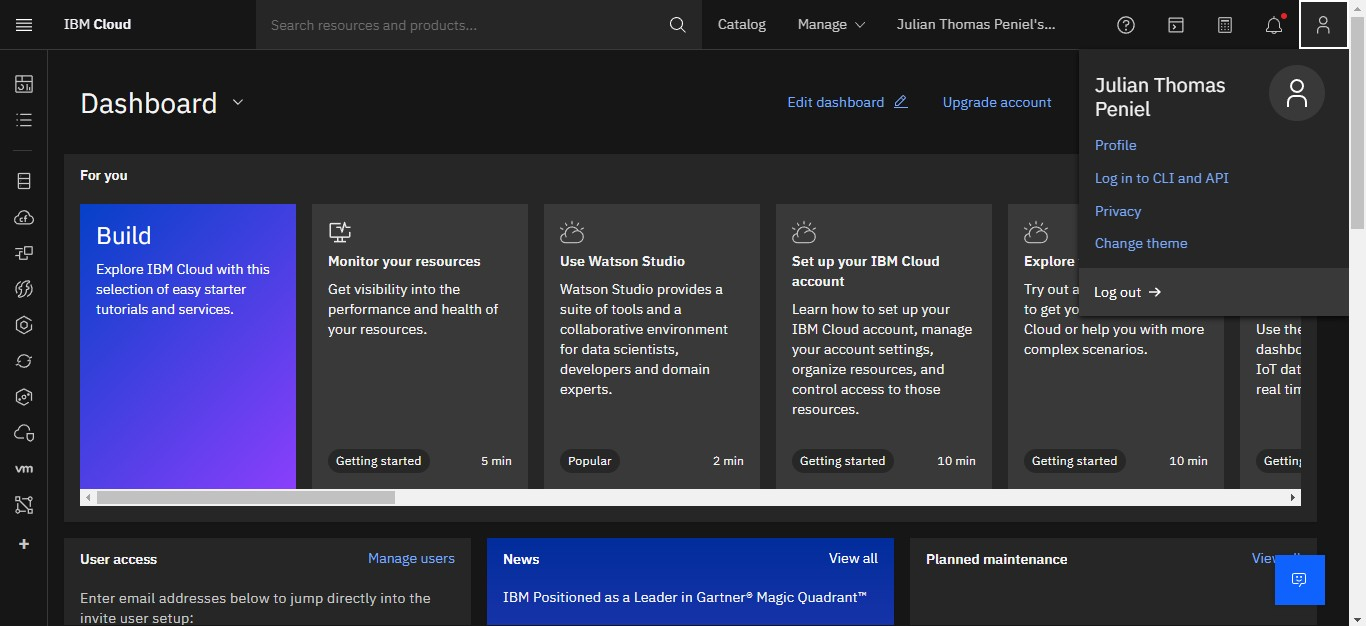 IBM Cloud
Search resources and products...
Catalog
Manage
Julian Thomas Peniel's...
Dashboard
Edit dashboard
Upgrade account
Julian Thomas
Peniel
Profile
Log in to CLI and API
Privacy
Change theme
Log out
For you
Build
Explore IBM Cloud with this
selection of easy starter
tutorials and services.
Monitor your resources
Get visibility into the
performance and health of
your resources.
Getting started
5 min
Use Watson Studio
Watson Studio provides a
suite of tools and a
collaborative environment
for data scientists,
developers and domain
experts.
Popular
2 min
Set up your IBM Cloud
account
Learn how to set up your
IBM Cloud account, manage
your account settings,
organize resources, and
control access to those
resources.
Getting started
10 min
Explore
Try out
to get
Cloud or help you with more
complex scenarios.
Getting started
10 min
Use
IoT
real
cf
vm
User access
Manage users
Enter email addresses below to jump directly into the
invite user setup:
News
View all
IBM Positioned as a Leader in Gartner® Magic Quadrant™
Planned maintenance